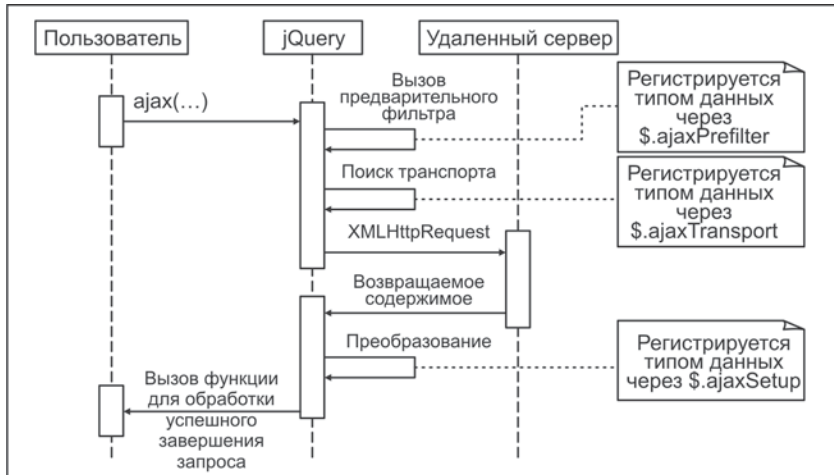 Пользователь
jQuery
Удаленный сервер
ajax(…)
Вызов
предварительного
фильтра
Регистрируется
типом данных
через
$.ajaxPrefilter
Поиск транспорта
Регистрируется
типом данных
через
$.ajaxTransport
XMLHttpRequest
Возвращаемое
содержимое
Преобразование
Регистрируется
типом данных
через $.ajaxSetup
Вызов функции
для обработки
успешного
завершения
запроса